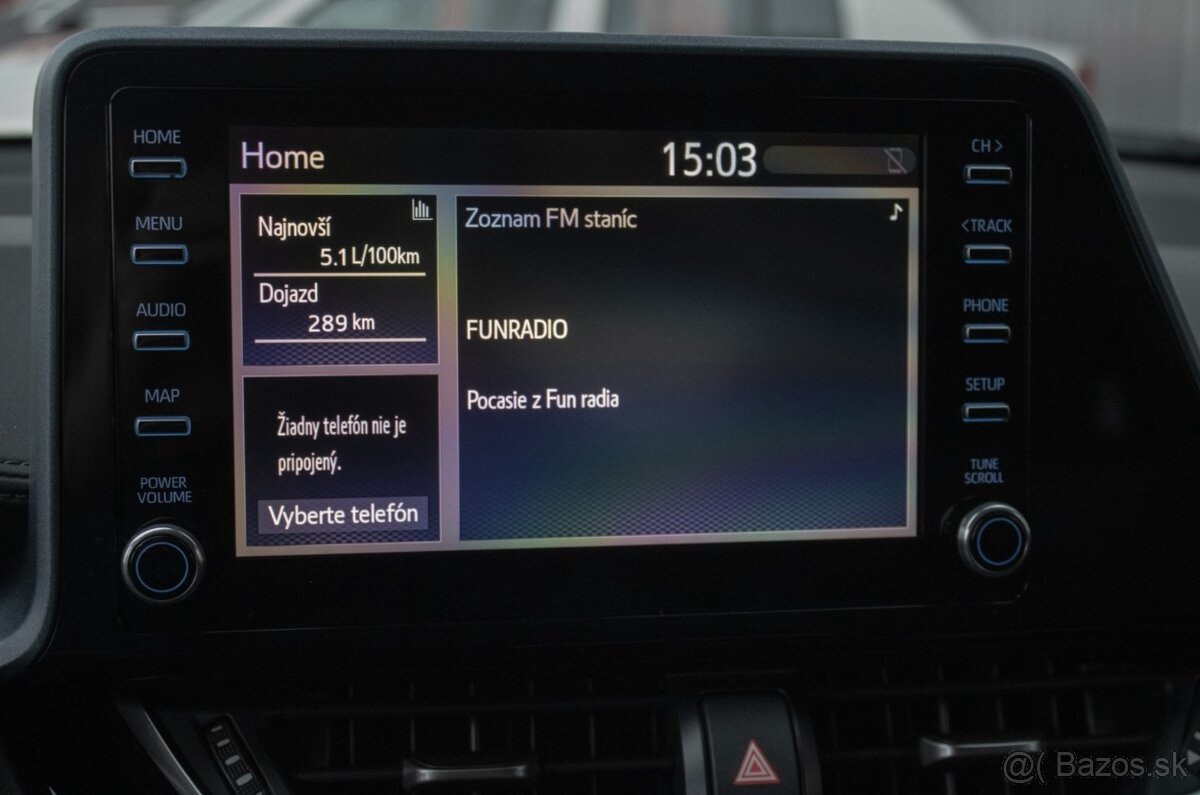 HOME
MENU
AUDIO
MAP
POWER
VOLUME
Home
15:03
Najnovší
5.1 L/100km
Dojazd
289 km
Žiadny telefón nie je
pripojený.
Vyberte telefón
Zoznam FM staníc
FUNRADIO
Pocasie z Fun radia
CH >
< TRACK
PHONE
SETUP
TUNE
SCROLL
@( Bazos.sk